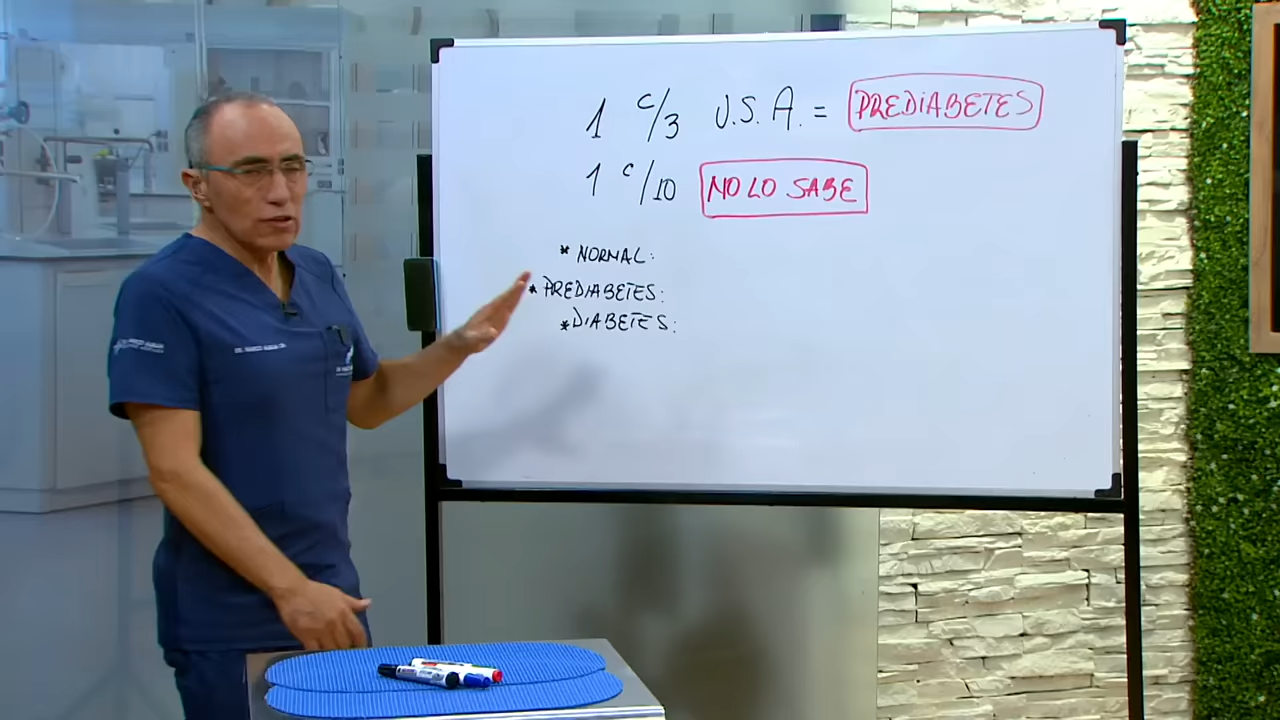 1 c/3 U.S.A. = PREDIABETES
1 c/10 NO LO SABE
* NORMAL:
* PREDIABETES:
* DIABETES: